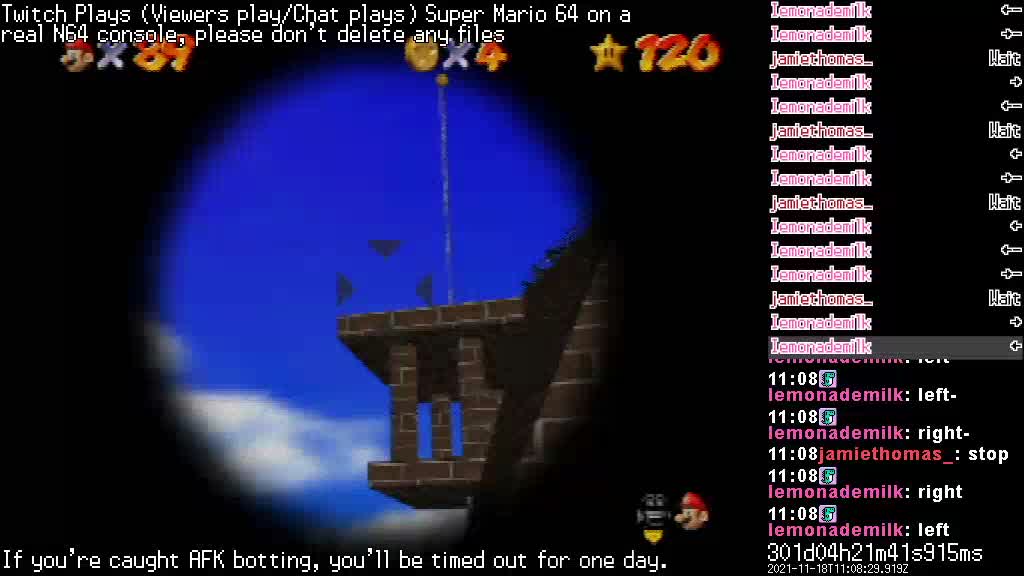 Twitch Plays (Viewers play/Chat plays) Super Mario 64 on a
real N64 console, please don't delete any files
× 89 × 4 120
lemonademilk ⇐
lemonademilk ⇒
jamiethomas_ Wait
lemonademilk ➩
lemonademilk ⇐
jamiethomas_ Wait
lemonademilk ←
lemonademilk ⇒
jamiethomas_ Wait
lemonademilk ←
lemonademilk ⇐
lemonademilk ⇒
jamiethomas_ Wait
lemonademilk →
lemonademilk ←
lemonademilk: left
11:08
lemonademilk: left-
11:08
lemonademilk: right-
11:08 jamiethomas_: stop
11:08
lemonademilk: right
11:08
lemonademilk: left
301d04h21m41s915ms
2021-11-18T11:08:29.919Z
If you're caught AFK botting, you'll be timed out for one day.